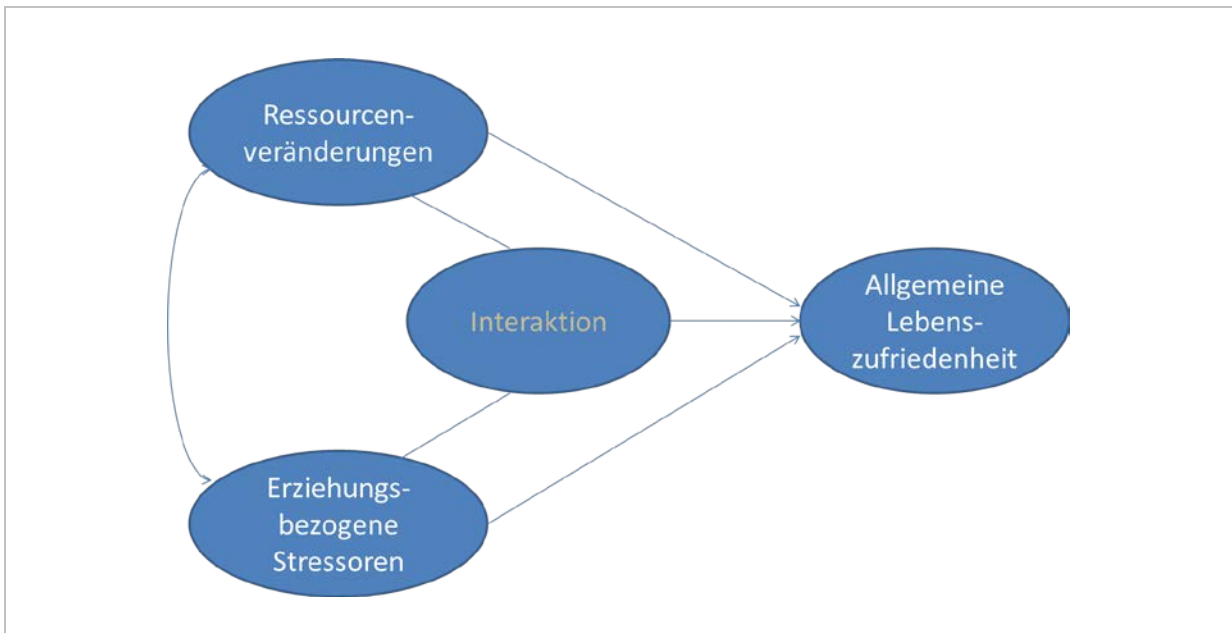 Ressourcen-
veränderungen
Interaktion
Allgemeine
Lebens-
zufriedenheit
Erziehungs-
bezogene
Stressoren